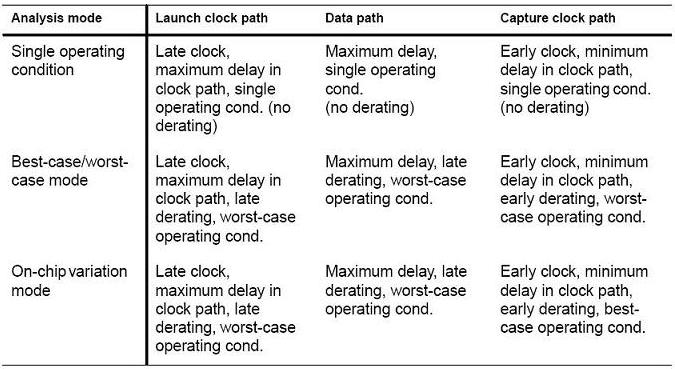 Analysis mode Launch clock path Data path Capture clock path
Single operating condition
Late clock, maximum delay in clock path, single operating cond. (no derating)
Maximum delay, single operating cond. (no derating)
Early clock, minimum delay in clock path, single operating cond. (no derating)
Best-case/worst-case mode
Late clock, maximum delay in clock path, late derating, worst-case operating cond.
Maximum delay, late derating, worst-case operating cond.
Early clock, minimum delay in clock path, early derating, worst-case operating cond.
On-chip variation mode
Late clock, maximum delay in clock path, late derating, worst-case operating cond.
Maximum delay, late derating, worst-case operating cond.
Early clock, minimum delay in clock path, early derating, best-case operating cond.